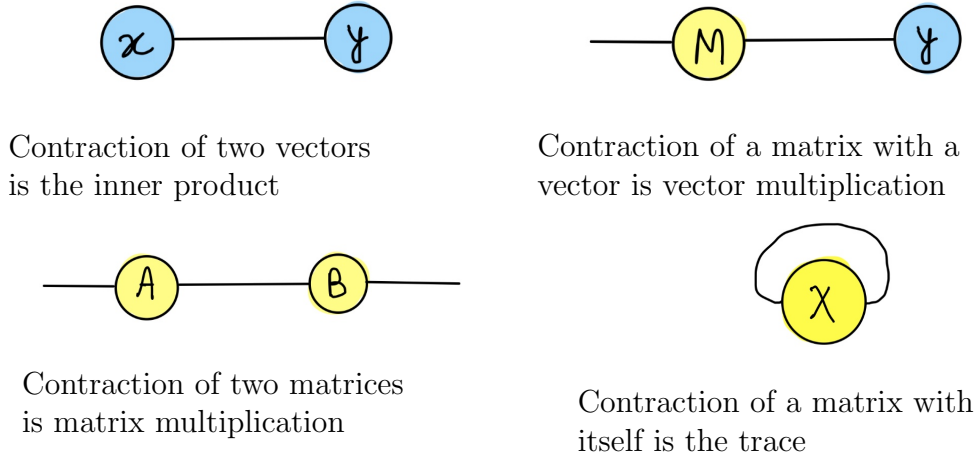 x y
M y
Contraction of two vectors
is the inner product
Contraction of a matrix with a
vector is vector multiplication
A B
X
Contraction of two matrices
is matrix multiplication
Contraction of a matrix with
itself is the trace